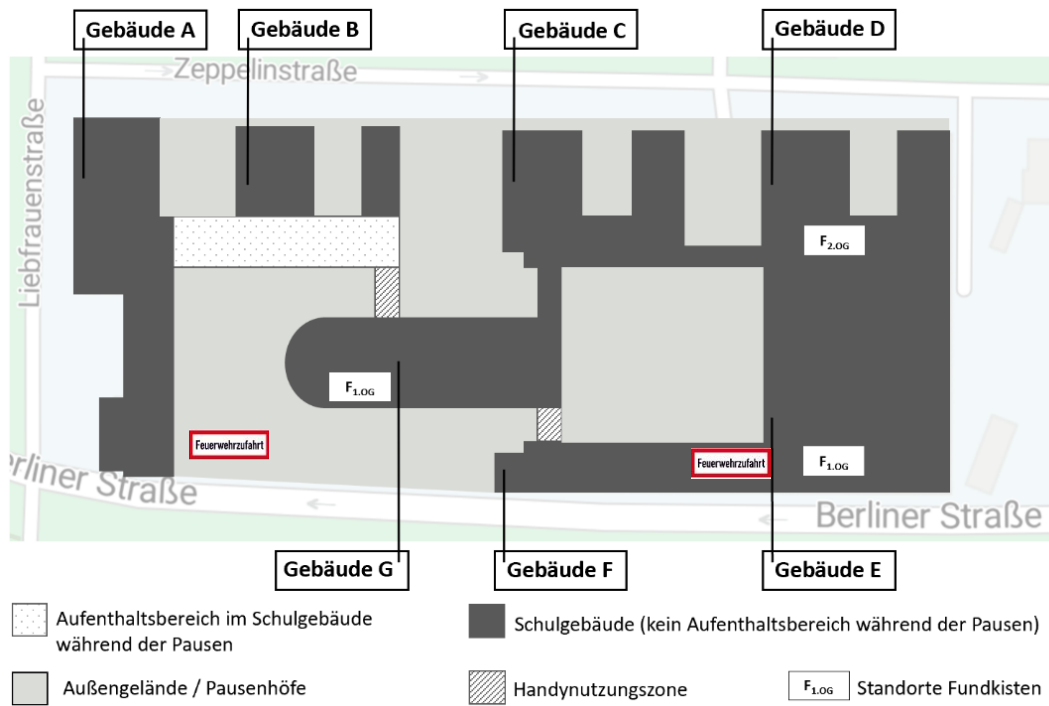 Gebäude A
Gebäude B
Gebäude C
Gebäude D
Zeppelinstraße
Liebfrauenstraße
F2.OG
F1.OG
Feuerwehrzufahrt
Feuerwehrzufahrt
F1.OG
erliner Straße
Berliner Straße
Gebäude G
Gebäude F
Gebäude E
Aufenthaltsbereich im Schulgebäude
während der Pausen
Schulgebäude (kein Aufenthaltsbereich während der Pausen)
Außengelände / Pausenhöfe
Handynutzungszone
F1.OG
Standorte Fundkisten